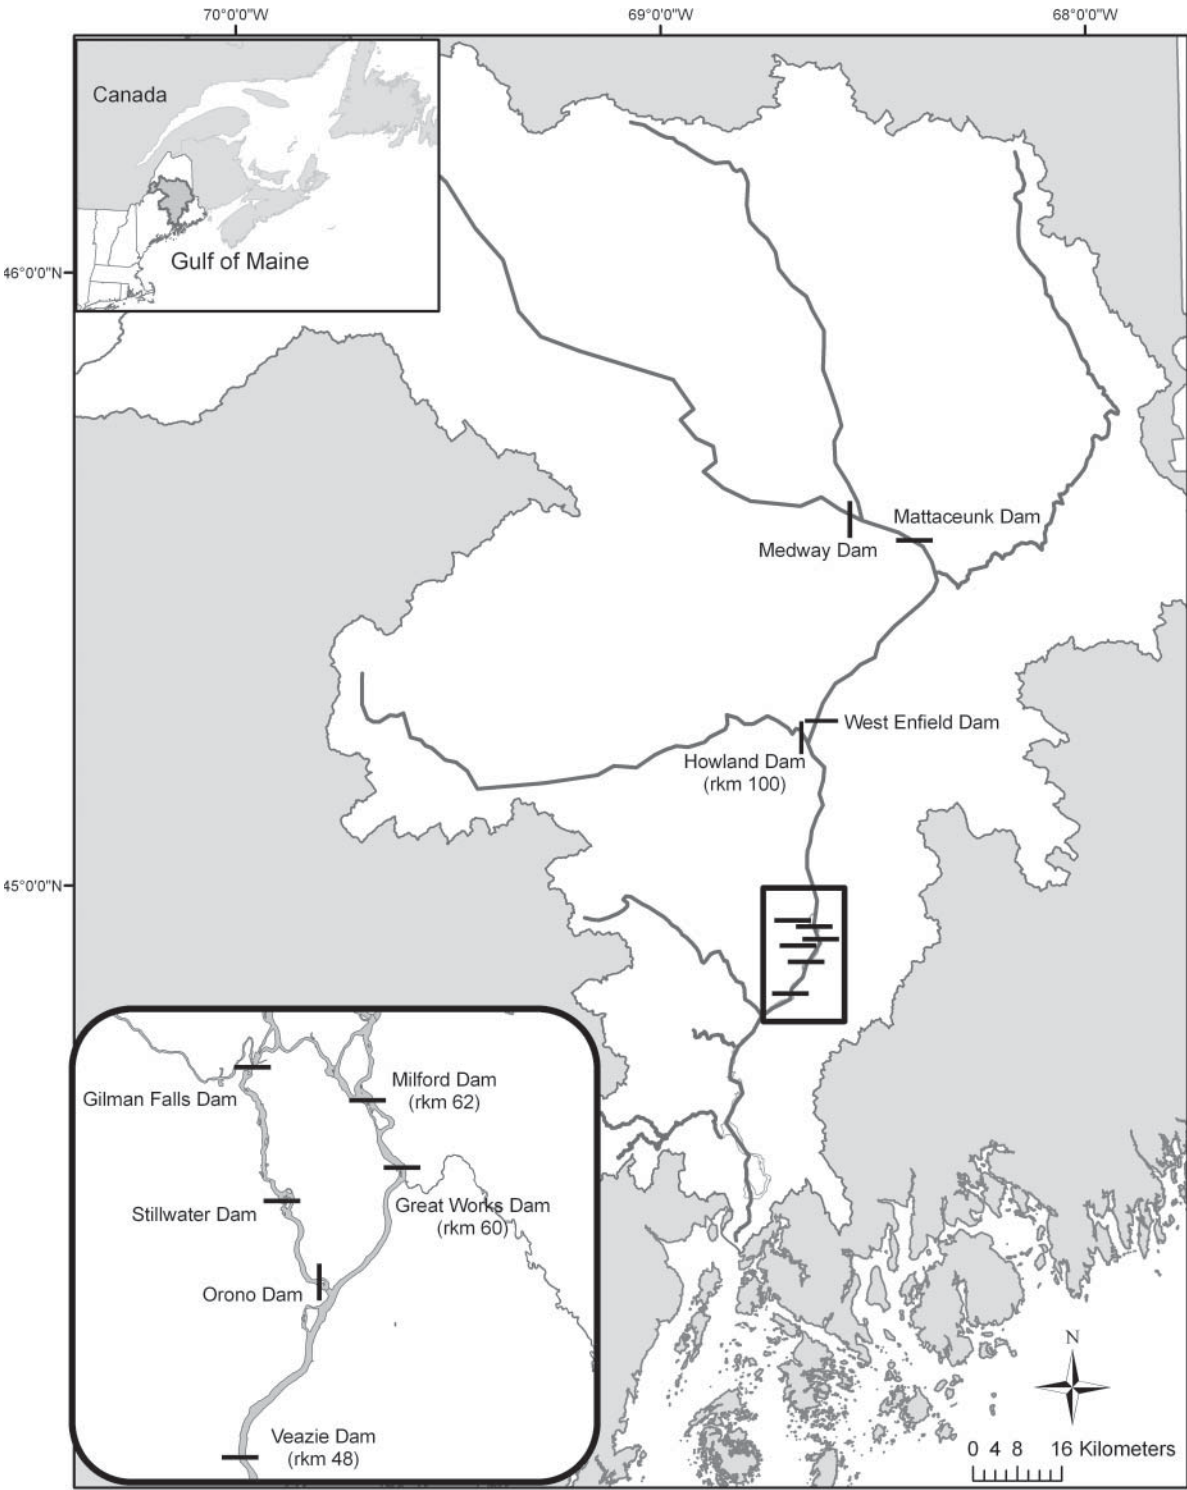 70°0'0"W
69°0'0"W
68°0'0"W
Canada
Gulf of Maine
46°0'0"N
Mattaceunk Dam
Medway Dam
West Enfield Dam
Howland Dam
(rkm 100)
45°0'0"N
Milford Dam
(rkm 62)
Gilman Falls Dam
Great Works Dam
(rkm 60)
Stillwater Dam
Orono Dam
Veazie Dam
(rkm 48)
N
0 4 8 16 Kilometers